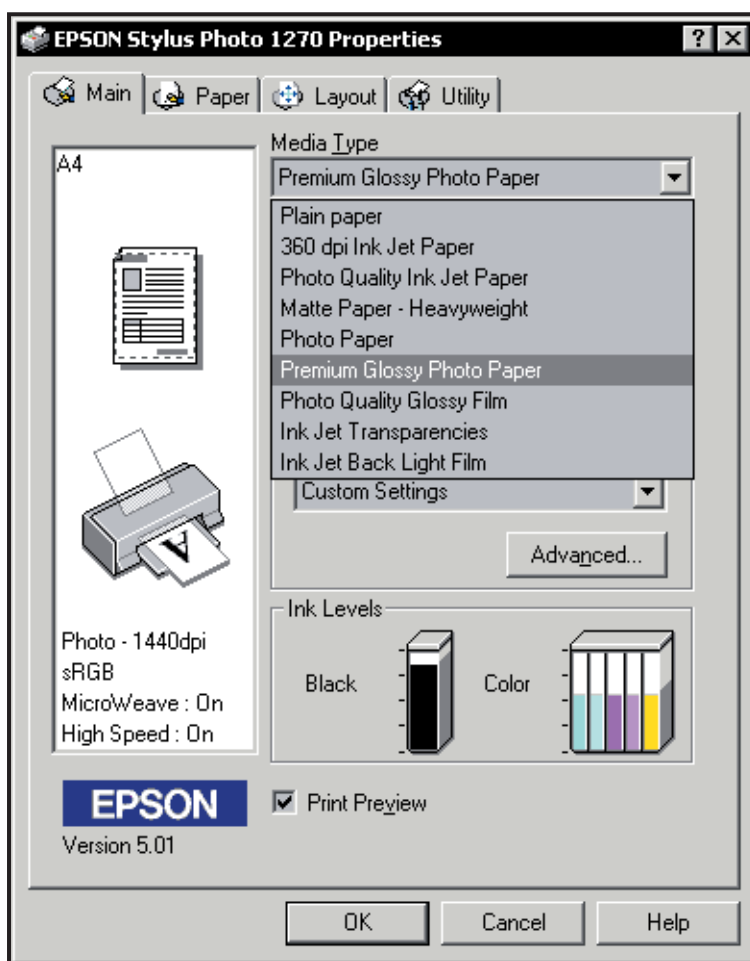 EPSON Stylus Photo 1270 Properties
? X
Main Paper Layout Utility
A4
Media Type
Premium Glossy Photo Paper
Plain paper
360 dpi Ink Jet Paper
Photo Quality Ink Jet Paper
Matte Paper - Heavyweight
Photo Paper
Premium Glossy Photo Paper
Photo Quality Glossy Film
Ink Jet Transparencies
Ink Jet Back Light Film
Custom Settings
Advanced...
A
Photo - 1440dpi
sRGB
MicroWeave : On
High Speed : On
Ink Levels
Black
Color
EPSON
Version 5.01
Print Preview
OK Cancel Help